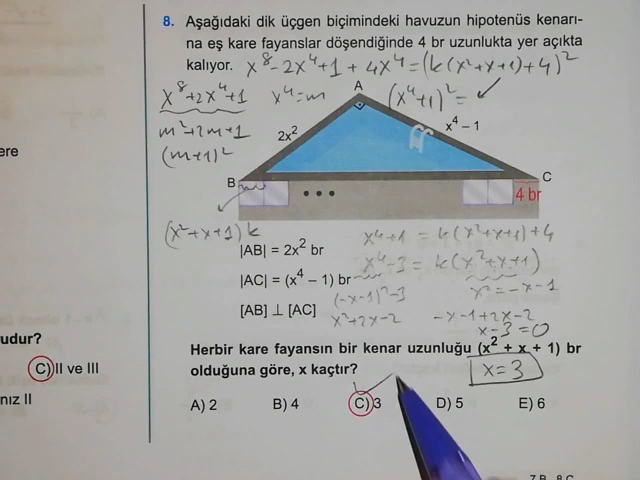 8. Aşağıdaki dik üçgen biçimindeki havuzun hipotenüs kenarı-
na eş kare fayanslar döşendiğinde 4 br uzunlukta yer açıkta
kalıyor. x⁸-2x⁴+1 + 4x⁴ = (k(x²+x+1)+4)²
x⁸+2x⁴+1 x⁴=m (x⁴+1)² =
m²+2m+1
(m+1)²
A
2x²
x⁴ – 1
B
C
4 br
(x²+x+1)k
|AB| = 2x² br
|AC| = (x⁴ – 1) br
[AB] ⊥ [AC]
x⁴+1 = k(x²+x+1)+4
x⁴-3 = k(x²+x+1)
(-x-1)²-3 x²=-x-1
x²+2x-2 -x-1+2x-2
x-3=0
Herbir kare fayansın bir kenar uzunluğu (x² + x + 1) br
olduğuna göre, x kaçtır? x=3
A) 2 B) 4 C) 3 D) 5 E) 6
ere
udur?
C) II ve III
nız II
7.B 8.C